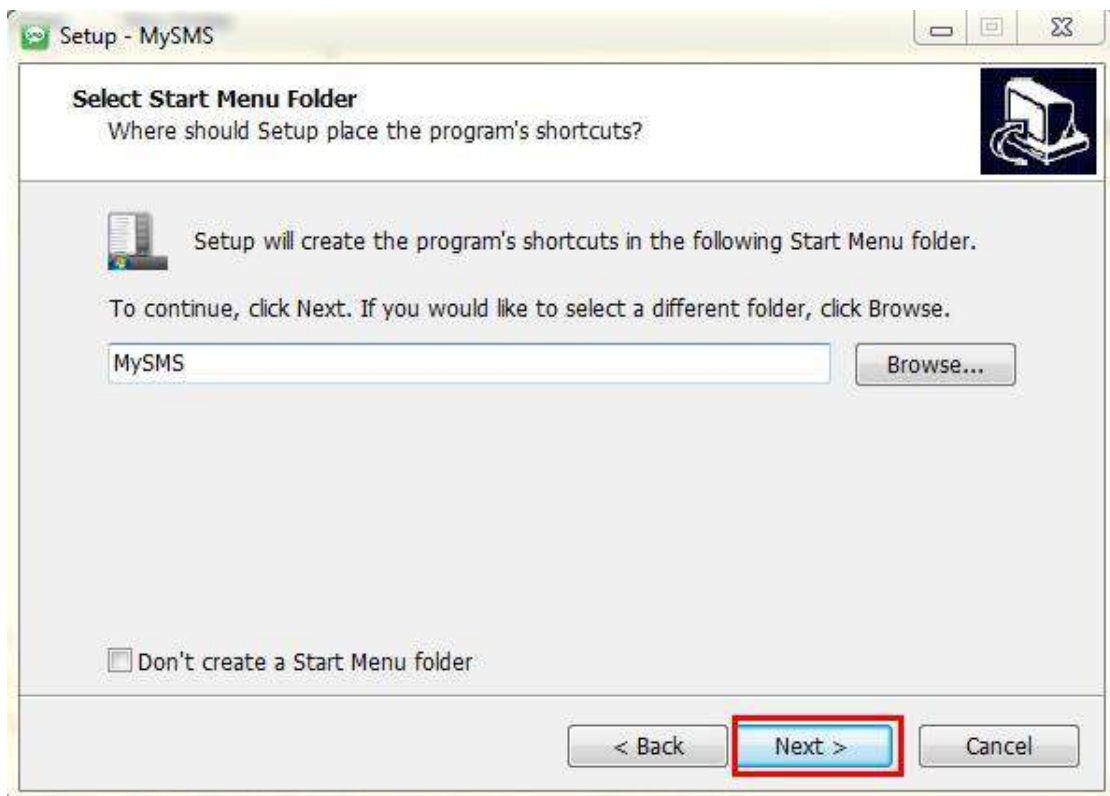 Setup - MySMS
Select Start Menu Folder
Where should Setup place the program's shortcuts?
Setup will create the program's shortcuts in the following Start Menu folder.
To continue, click Next. If you would like to select a different folder, click Browse.
MySMS
Browse...
Don't create a Start Menu folder
< Back
Next >
Cancel